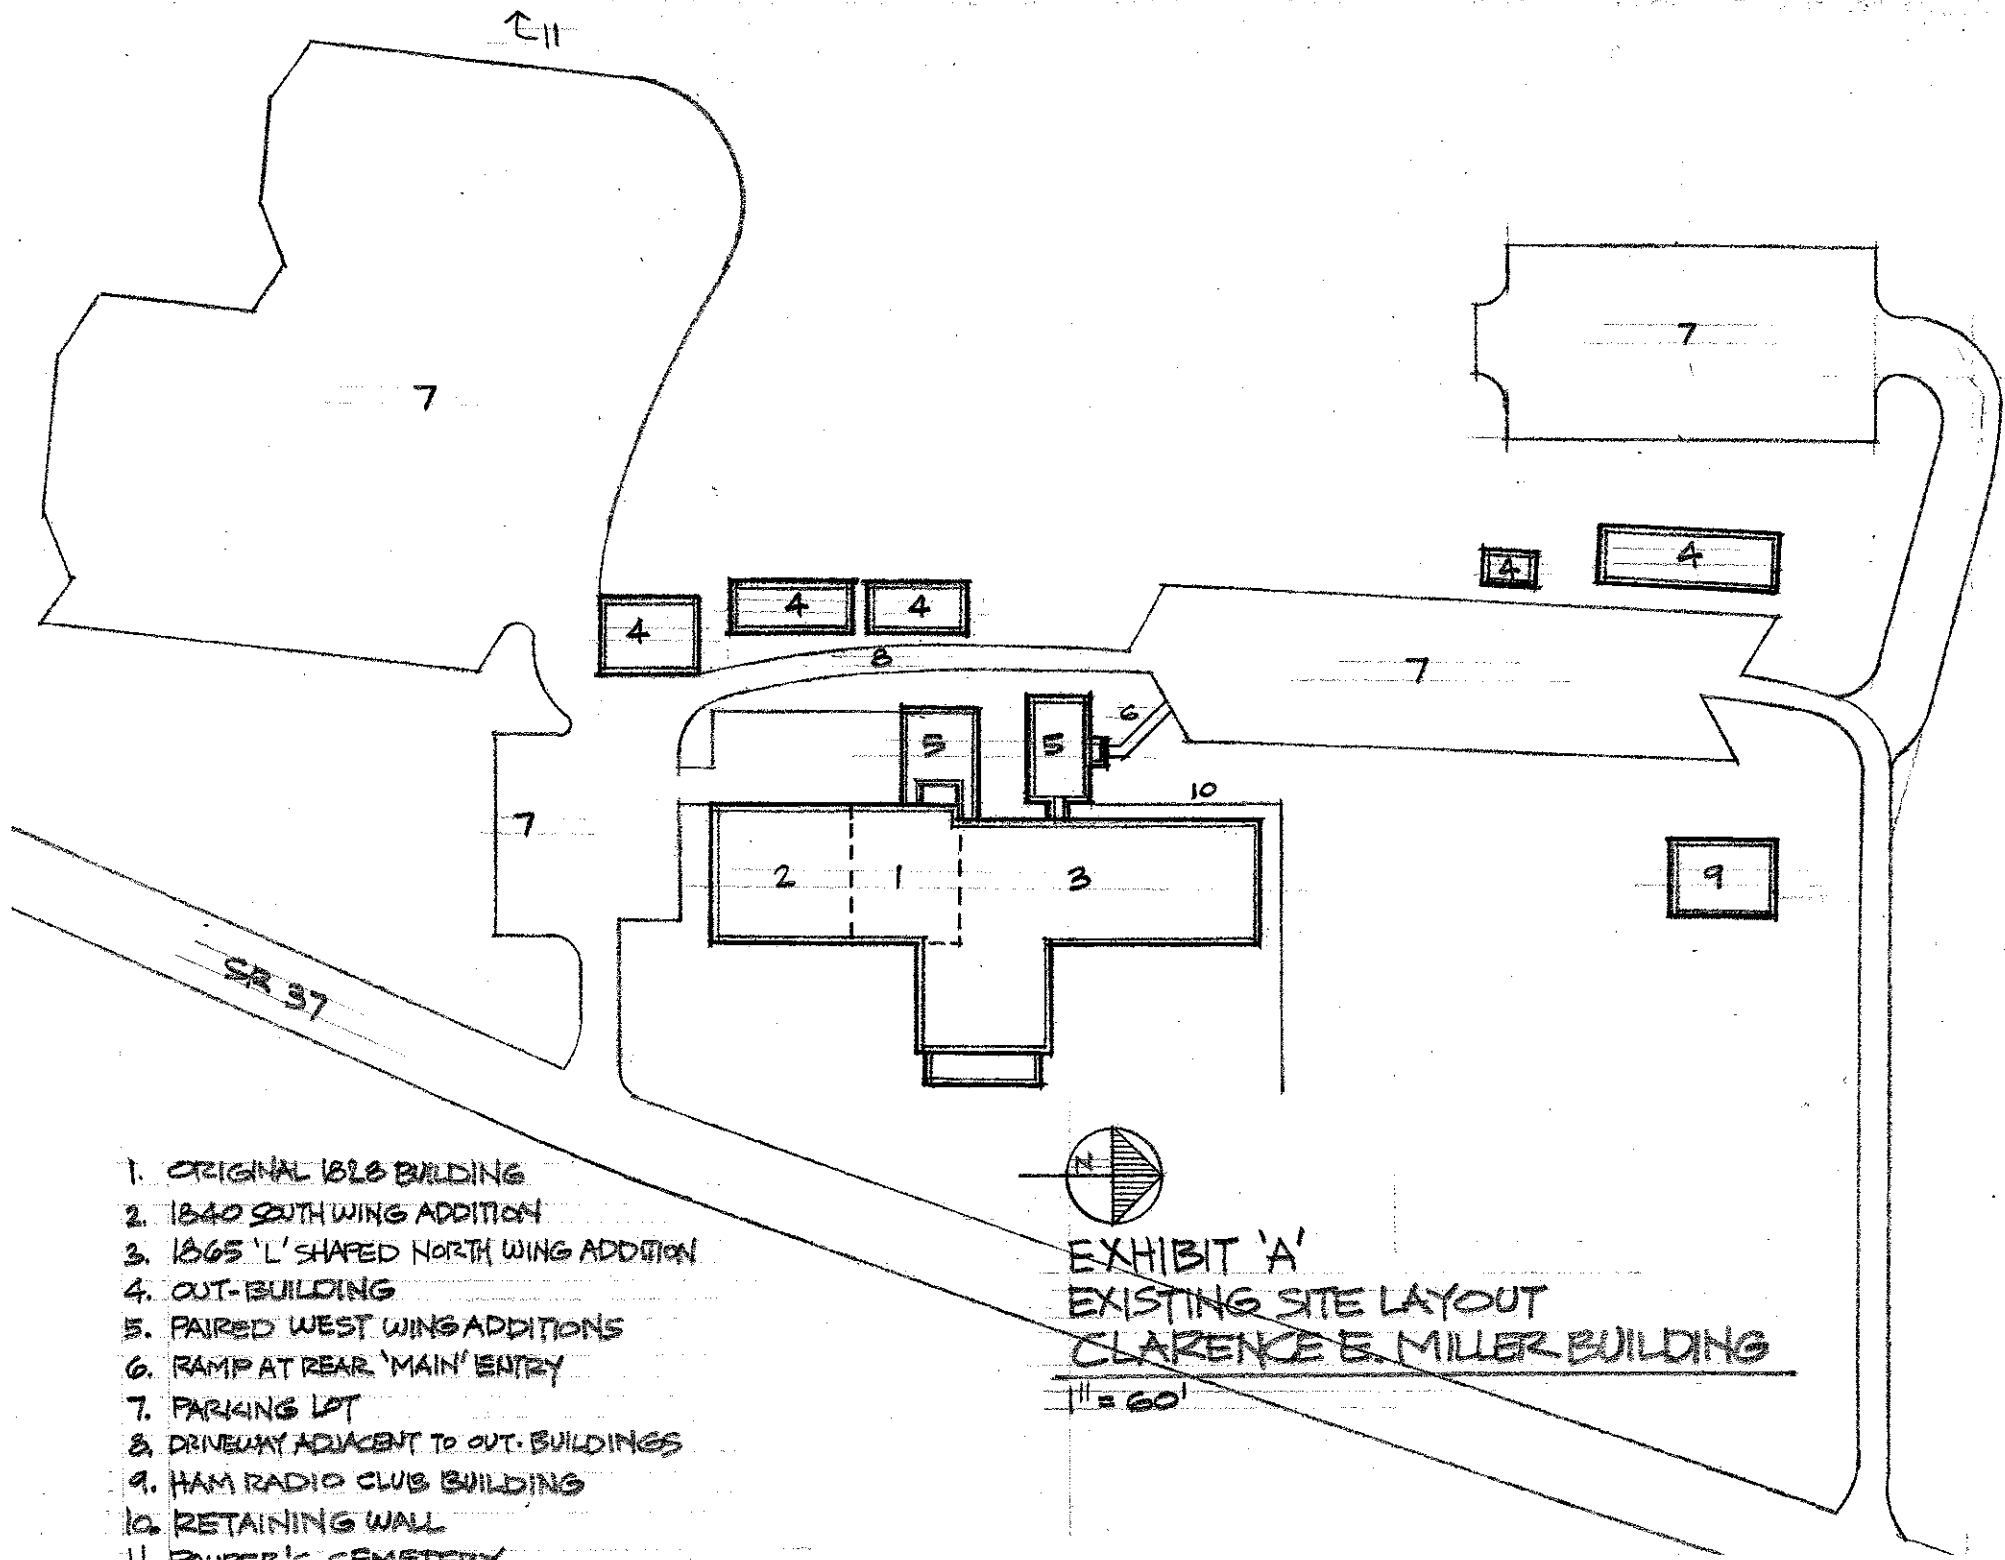 11
7
7
4
4
4
4
4
8
7
6
5
5
10
7
2
1
3
9
SR 37
N
1. ORIGINAL 1828 BUILDING
2. 1840 SOUTH WING ADDITION
3. 1865 'L' SHAPED NORTH WING ADDITION
4. OUT-BUILDING
5. PAIRED WEST WING ADDITIONS
6. RAMP AT REAR 'MAIN' ENTRY
7. PARKING LOT
8. DRIVEWAY ADJACENT TO OUT-BUILDINGS
9. HAM RADIO CLUB BUILDING
10. RETAINING WALL
11. PAUPER'S CEMETERY
EXHIBIT 'A'
EXISTING SITE LAYOUT
CLARENCE E. MILLER BUILDING
1" = 60'